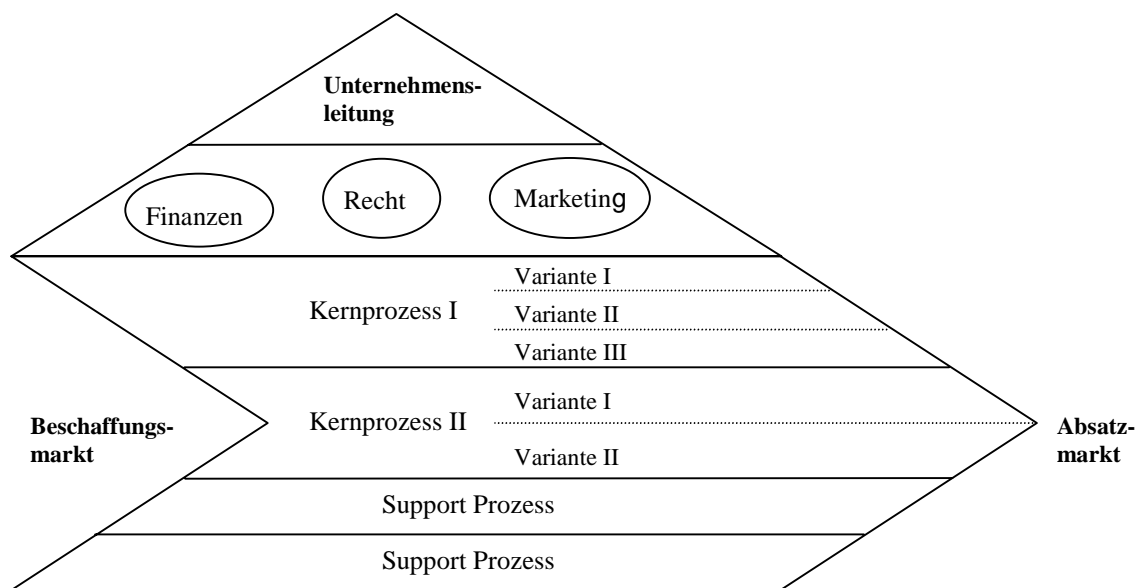 Unternehmens-
leitung
Finanzen
Recht
Marketing
Variante I
Kernprozess I
Variante II
Variante III
Beschaffungs-
markt
Kernprozess II
Variante I
Variante II
Absatz-
markt
Support Prozess
Support Prozess